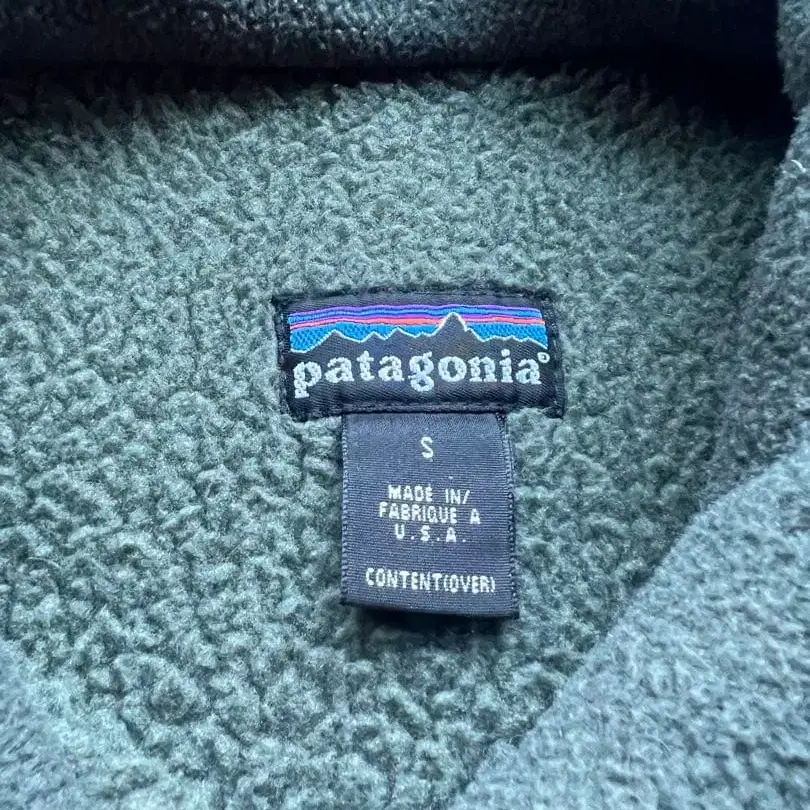 patagonia®
S
MADE IN/
FABRIQUE A
U.S.A.
CONTENT(OVER)